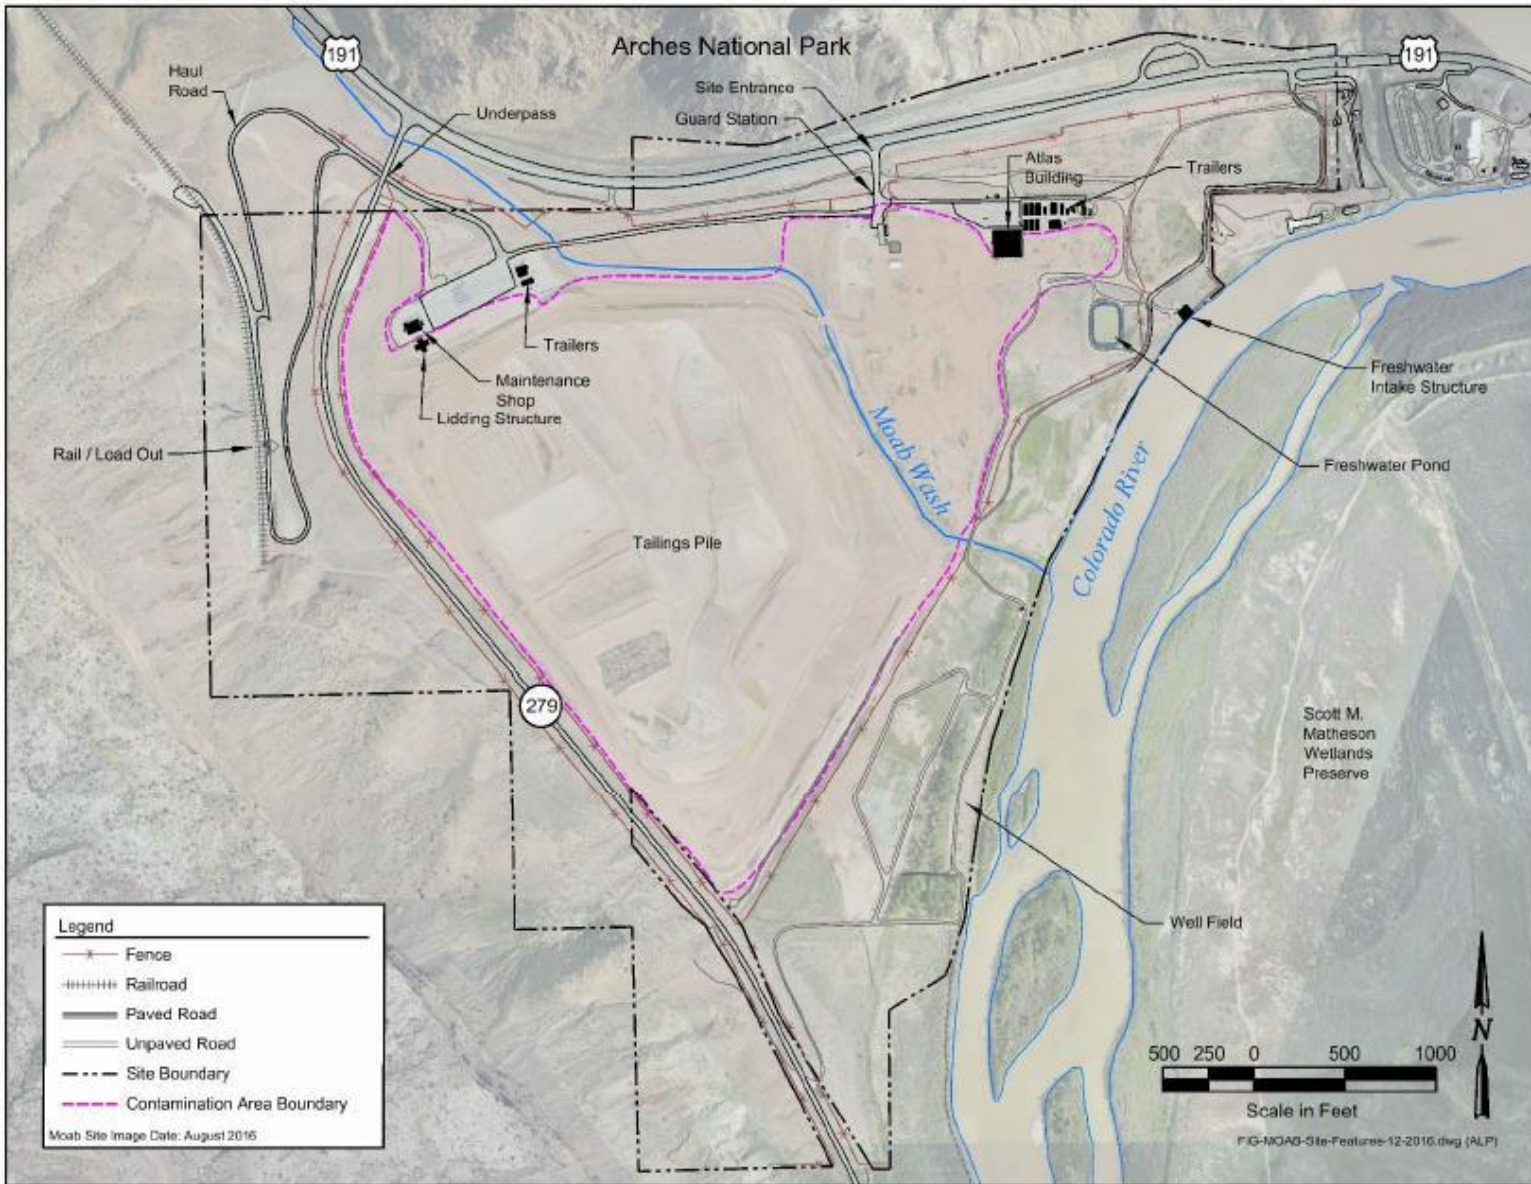 Arches National Park
191
191
Haul
Road
Underpass
Site Entrance
Guard Station
Atlas
Building
Trailers
Trailers
Maintenance
Shop
Lidding Structure
Rail / Load Out
Freshwater
Intake Structure
Freshwater Pond
Moab Wash
Colorado River
Tailings Pile
279
Scott M.
Matheson
Wetlands
Preserve
Well Field
Legend
Fence
Railroad
Paved Road
Unpaved Road
Site Boundary
Contamination Area Boundary
Moab Site Image Date: August 2016
N
500 250 0 500 1000
Scale in Feet
FIG-MOAB-Site-Features-12-2016.dwg (ALP)